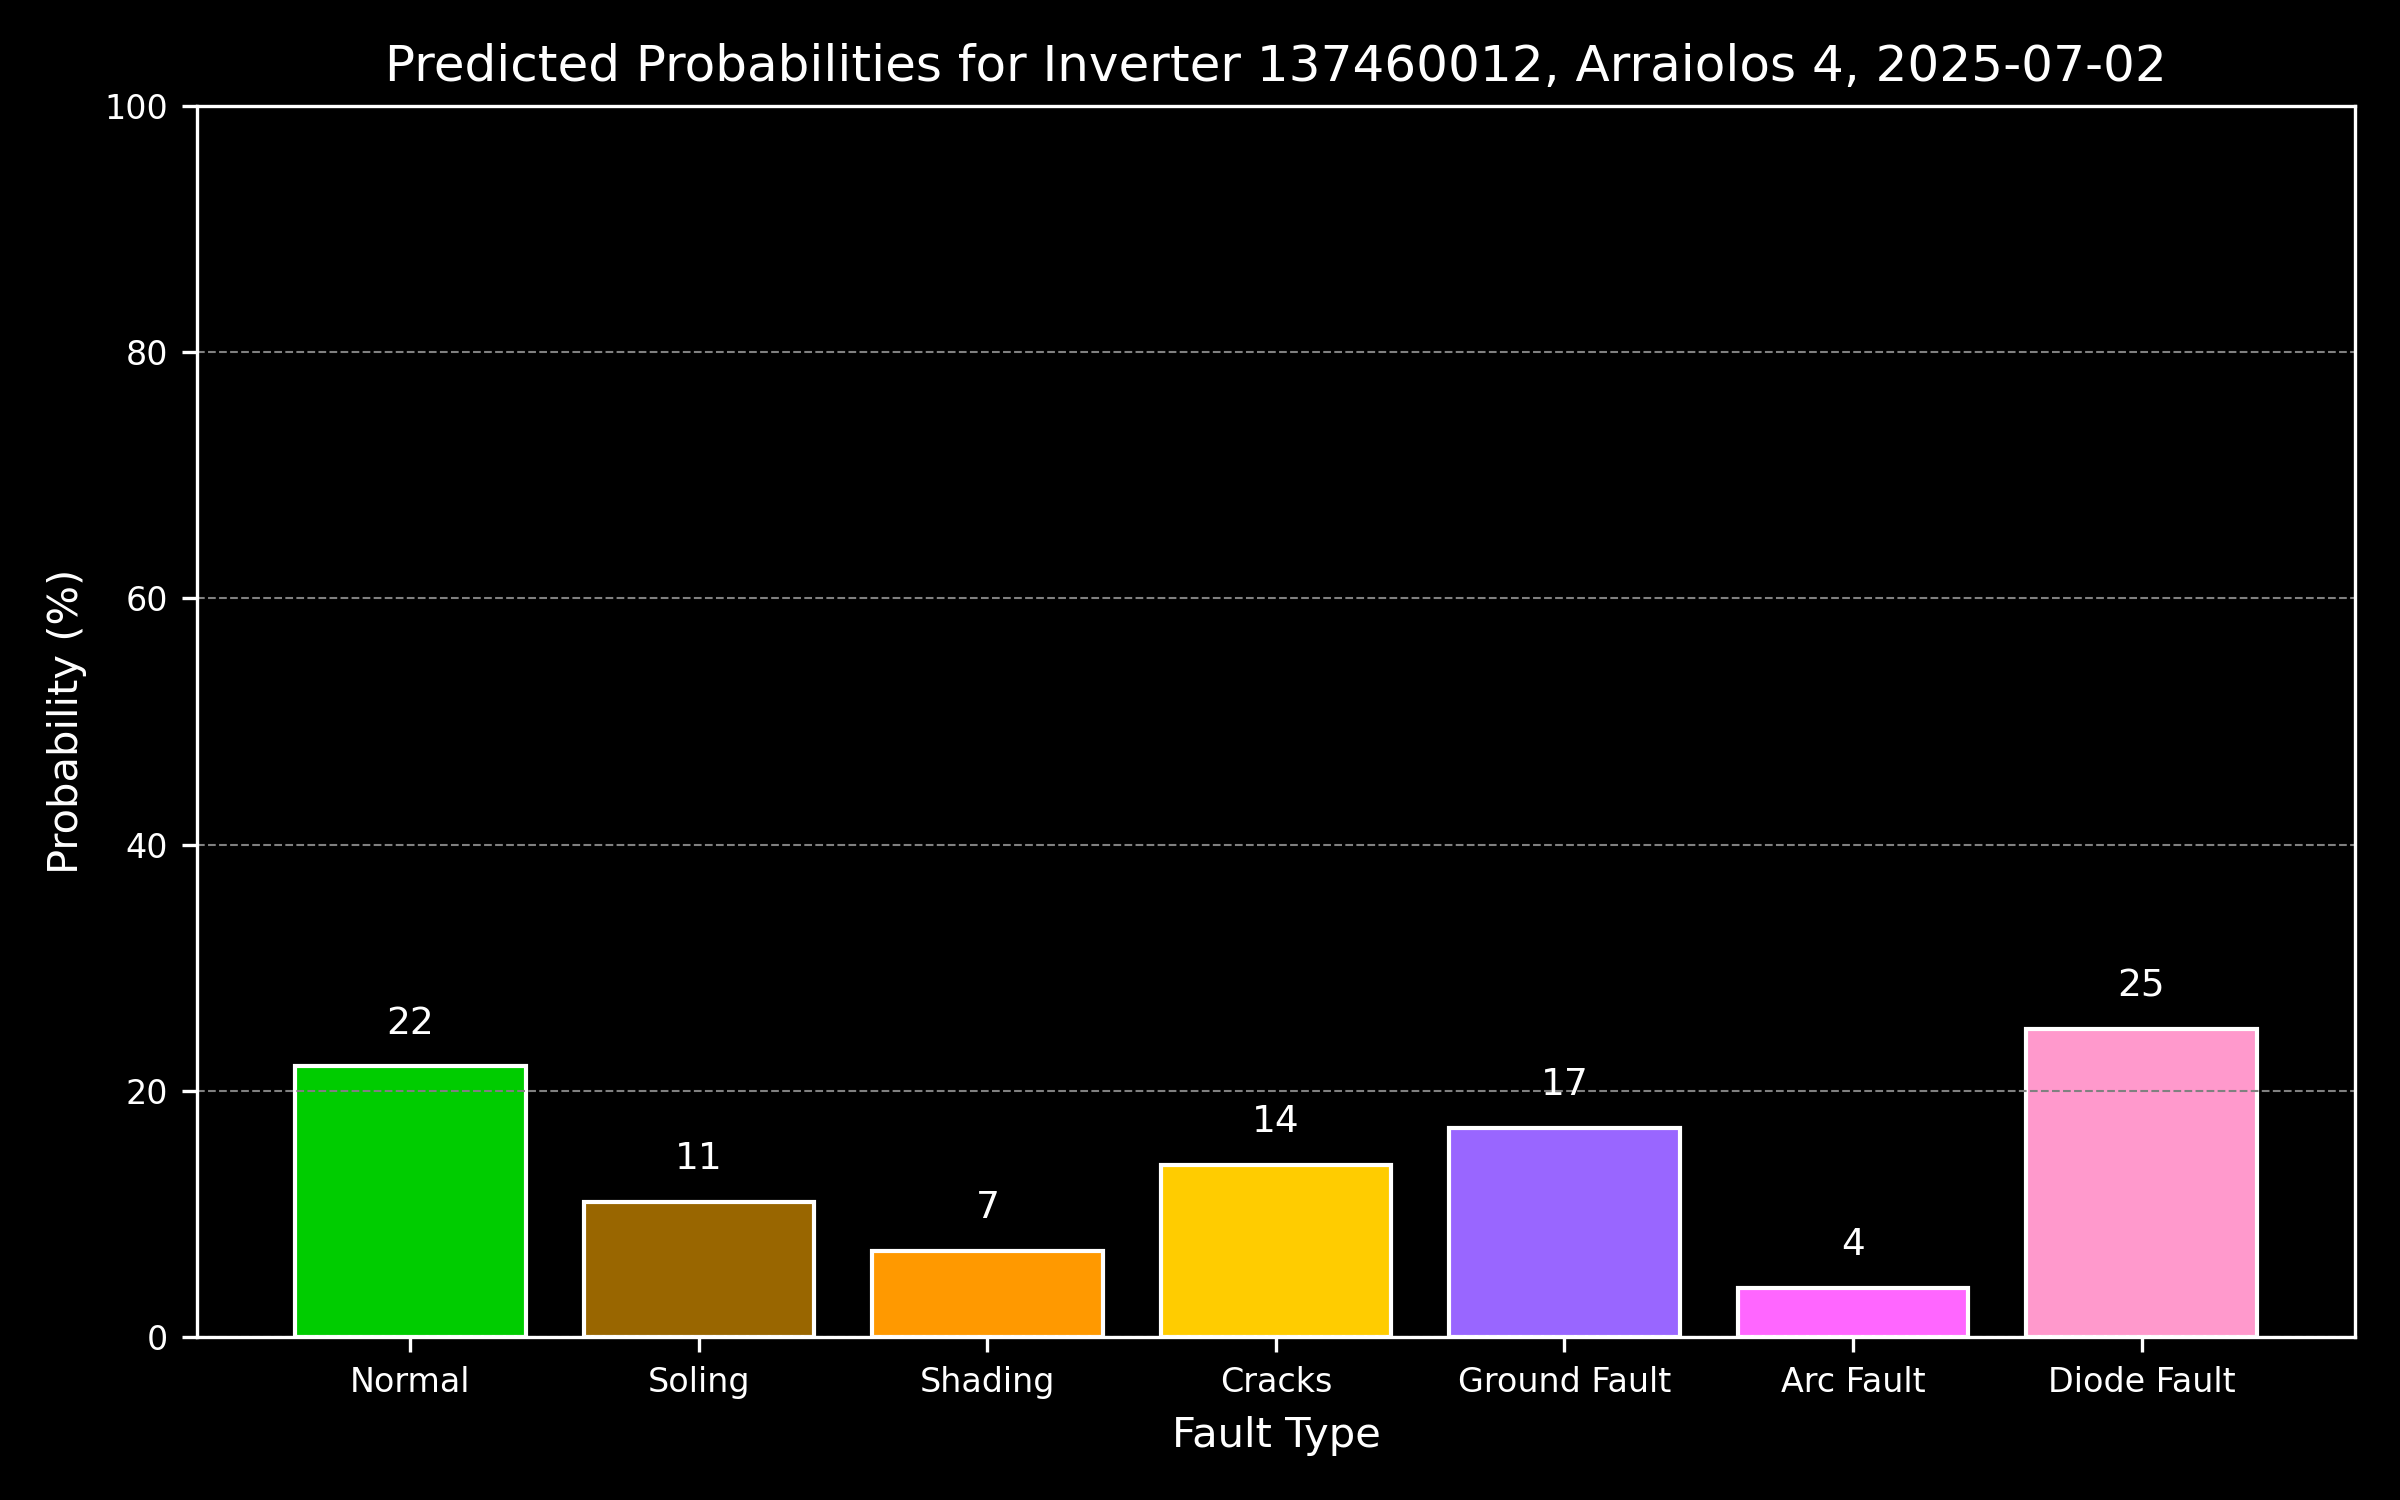 Predicted Probabilities for Inverter 137460012, Arraiolos 4, 2025-07-02
Probability (%)
100
80
60
40
20
0
22
11
7
14
17
4
25
Normal
Soling
Shading
Cracks
Ground Fault
Arc Fault
Diode Fault
Fault Type